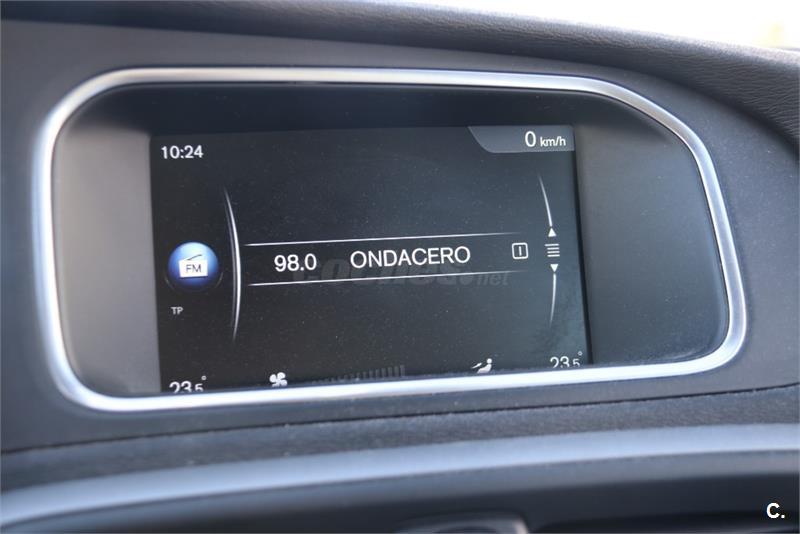 10:24
0 km/h
FM
98.0 ONDACERO
TP
23.5° 23.5°
C.